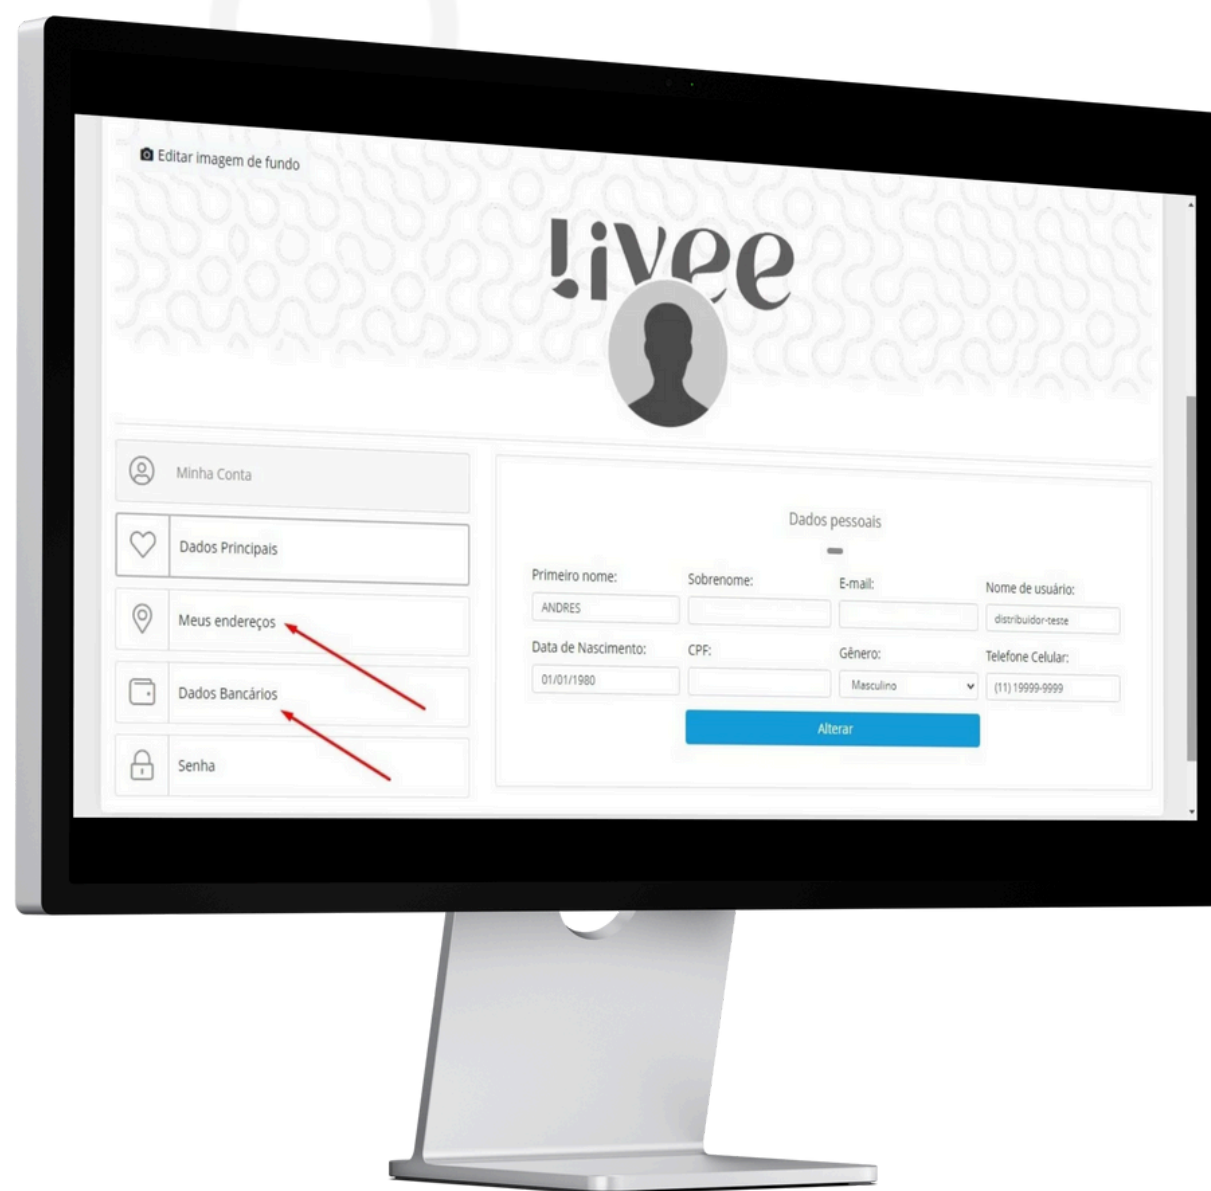 Editar imagem de fundo
Livee
Minha Conta
Dados Principais
Meus endereços
Dados Bancários
Senha
Dados pessoais
Primeiro nome: Sobrenome: E-mail: Nome de usuário:
ANDRES distribuidor-teste
Data de Nascimento: CPF: Gênero: Telefone Celular:
01/01/1980 Masculino (11) 19999-9999
Alterar